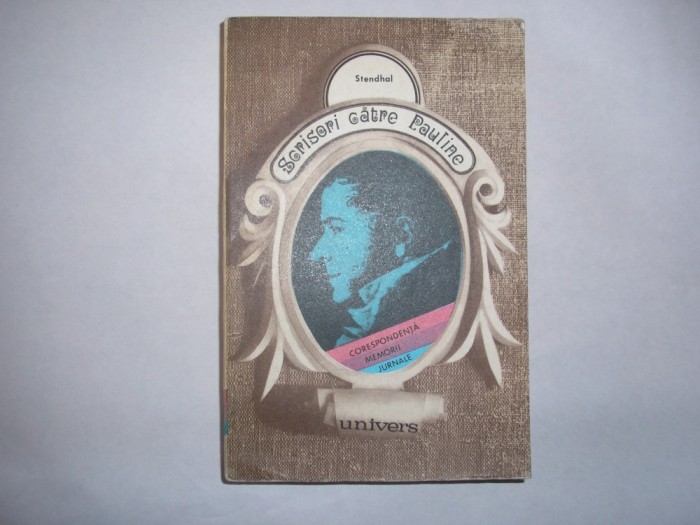 Stendhal
Scrisori către Pauline
CORESPONDENȚĂ
MEMORII
JURNALE
univers